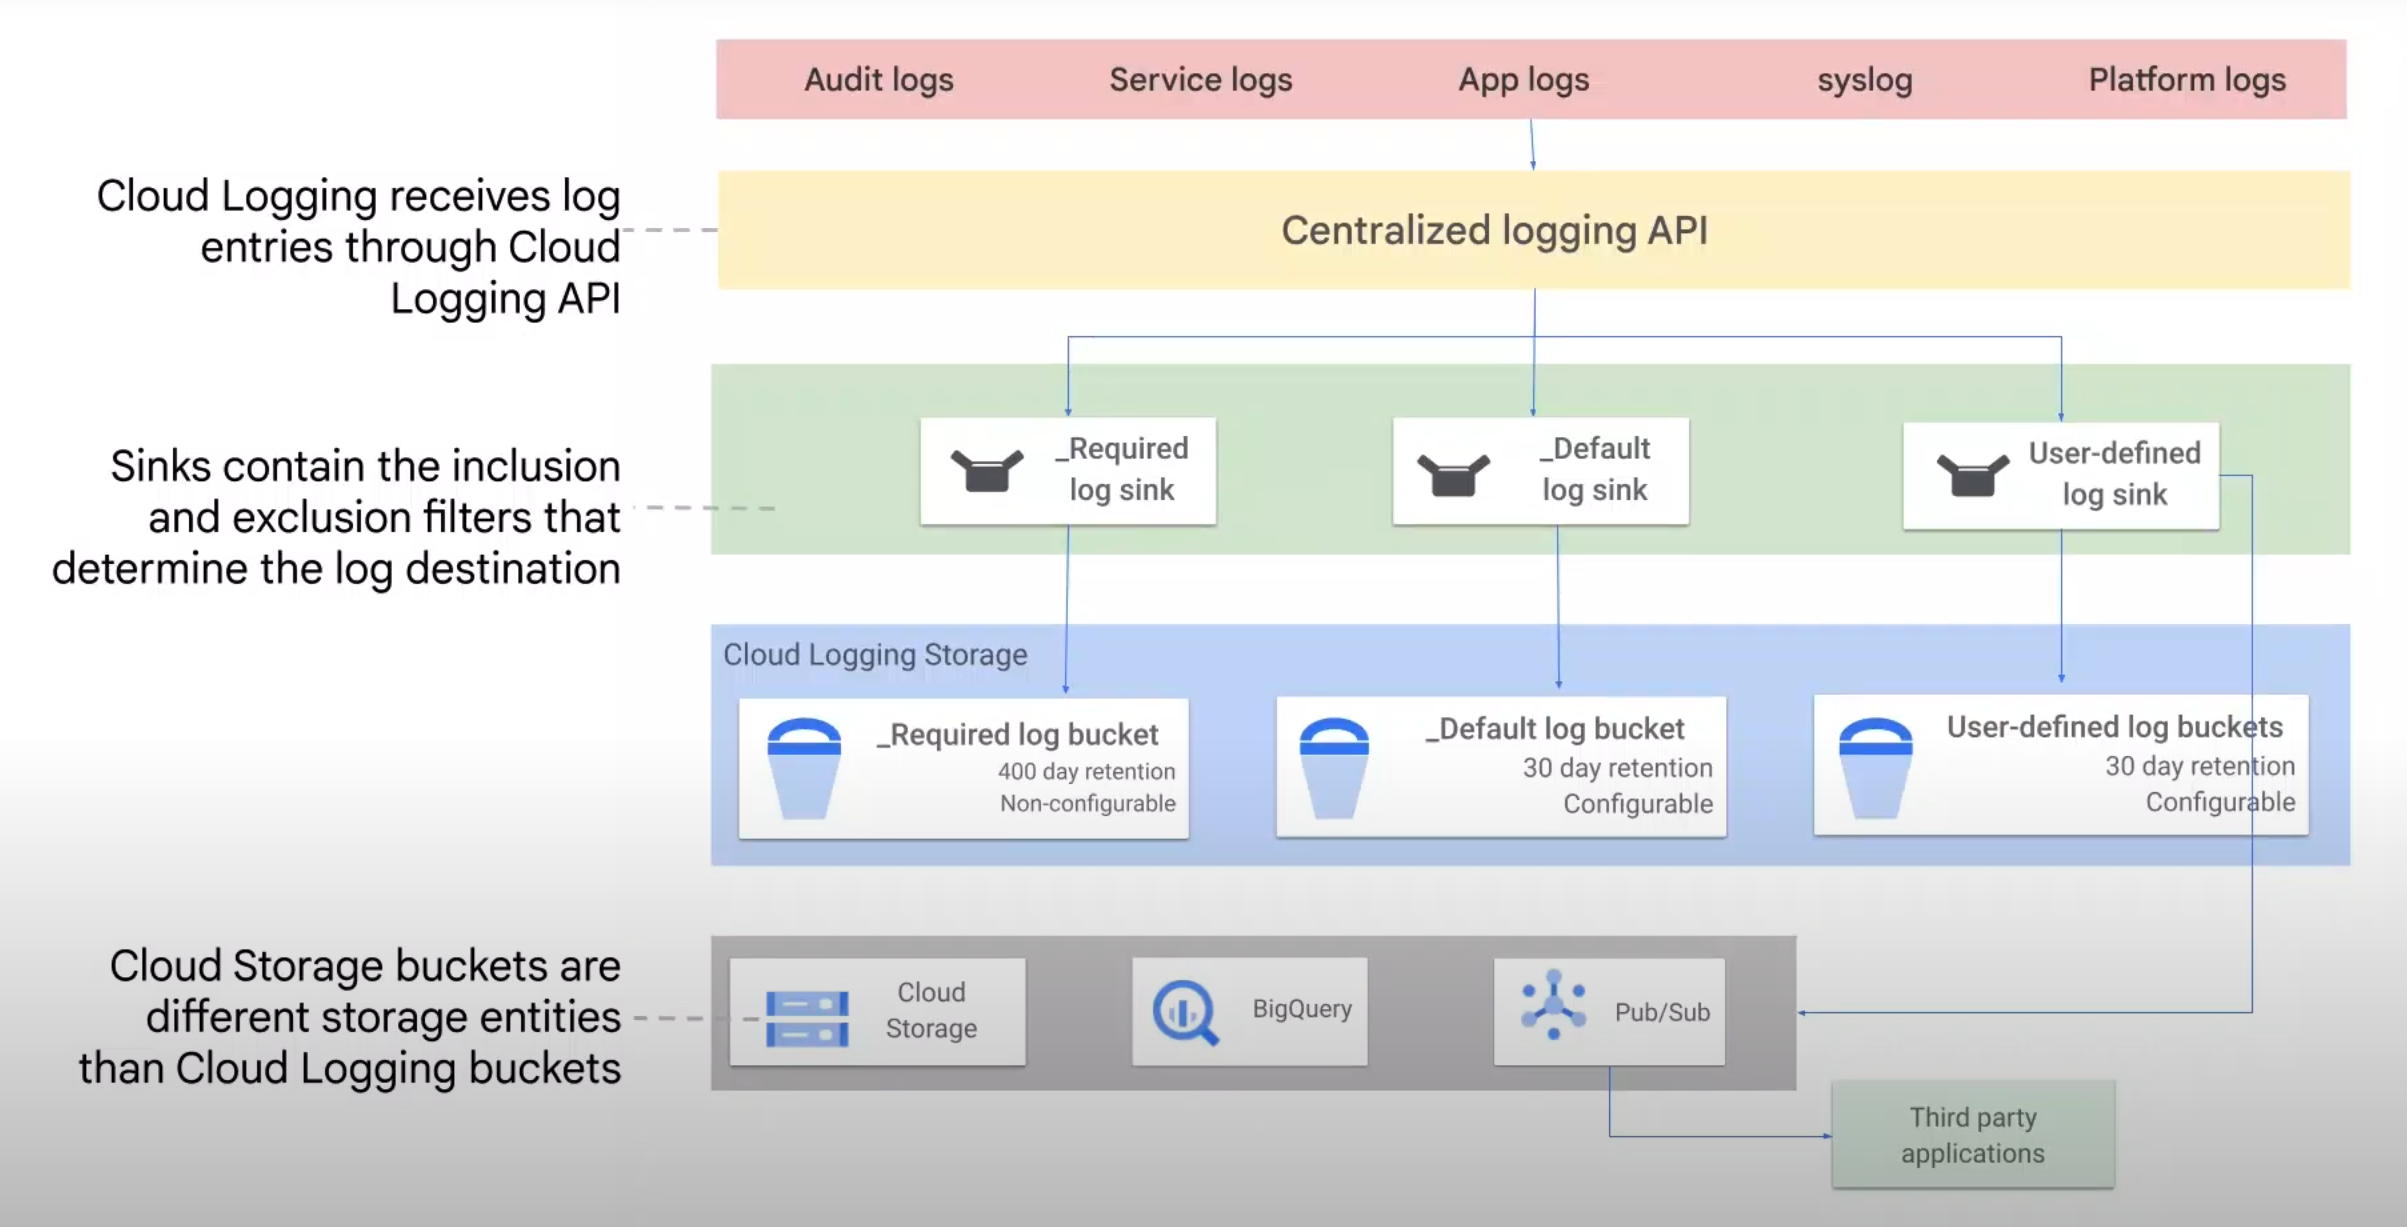 Audit logs
Service logs
App logs
syslog
Platform logs
Cloud Logging receives log
entries through Cloud
Logging API
Centralized logging API
Sinks contain the inclusion
and exclusion filters that
determine the log destination
_Required
log sink
_Default
log sink
User-defined
log sink
Cloud Logging Storage
_Required log bucket
400 day retention
Non-configurable
_Default log bucket
30 day retention
Configurable
User-defined log buckets
30 day retention
Configurable
Cloud Storage buckets are
different storage entities
than Cloud Logging buckets
Cloud
Storage
BigQuery
Pub/Sub
Third party
applications